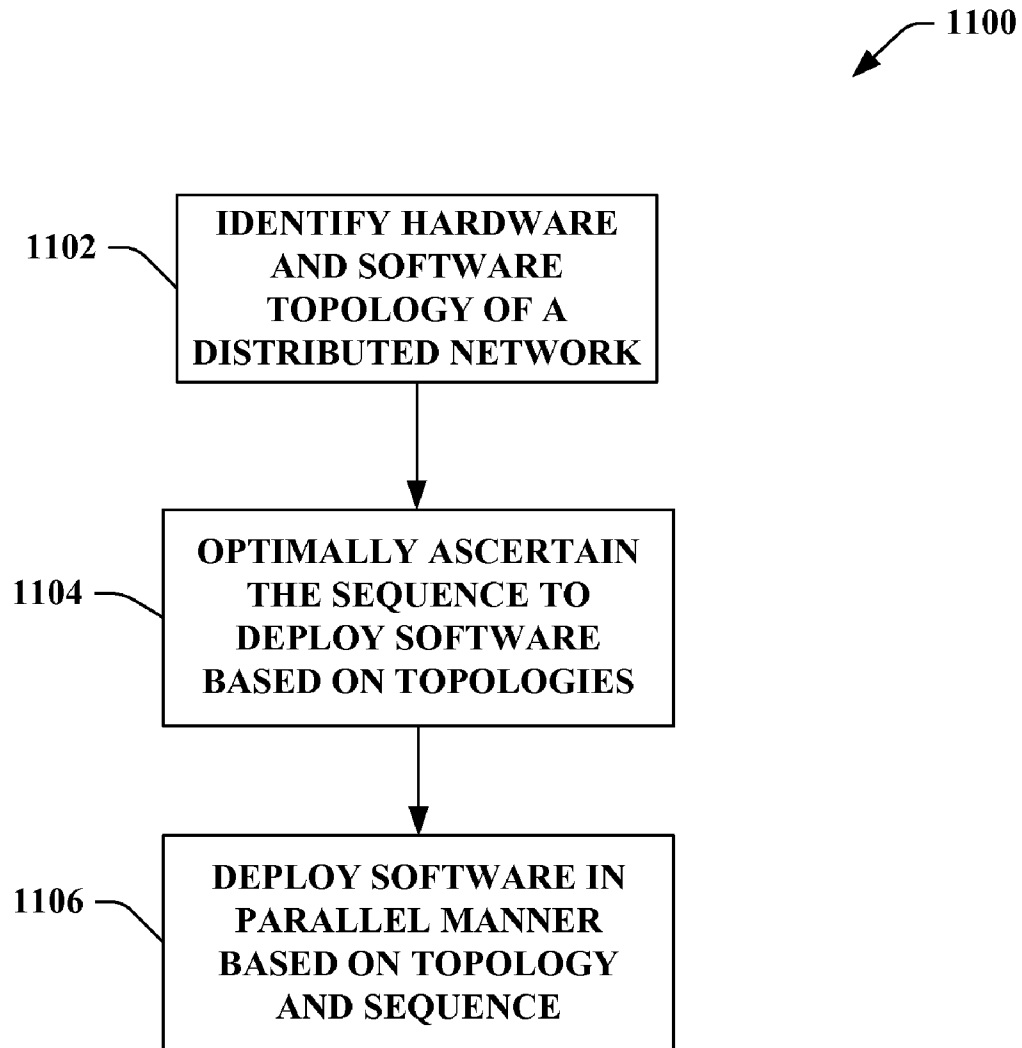 1100
1102
IDENTIFY HARDWARE
AND SOFTWARE
TOPOLOGY OF A
DISTRIBUTED NETWORK
1104
OPTIMALLY ASCERTAIN
THE SEQUENCE TO
DEPLOY SOFTWARE
BASED ON TOPOLOGIES
1106
DEPLOY SOFTWARE IN
PARALLEL MANNER
BASED ON TOPOLOGY
AND SEQUENCE